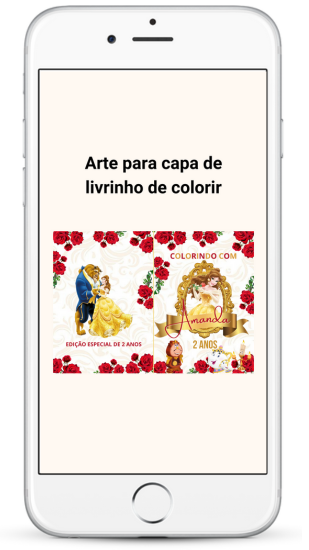 Arte para capa de
livrinho de colorir
EDIÇÃO ESPECIAL DE 2 ANOS
COLORINDO COM
Amanda
2 ANOS